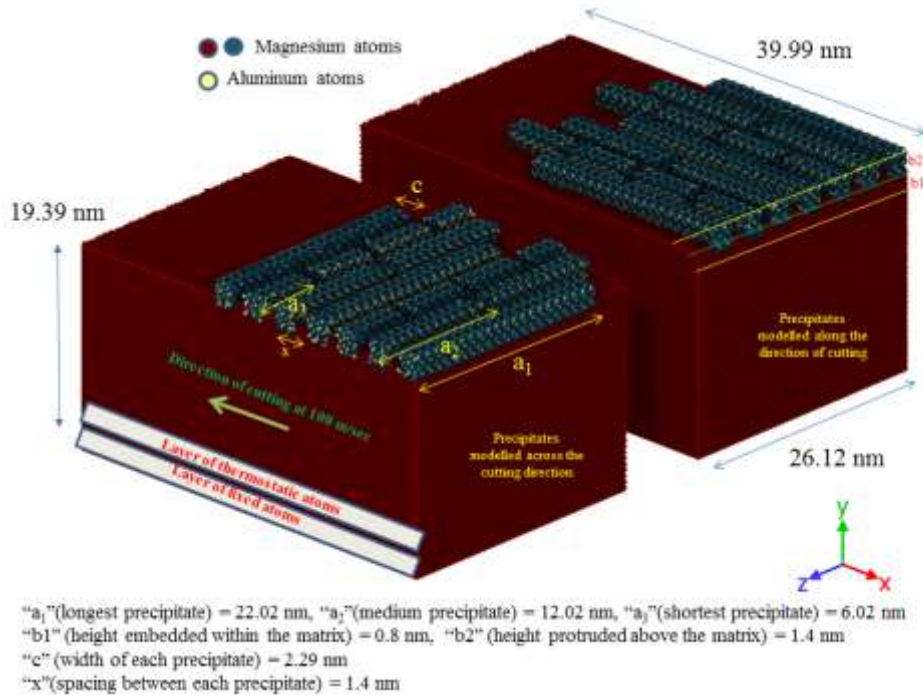 Magnesium atoms
Aluminum atoms
39.99 nm
b2
b1
19.39 nm
c
a₃
x
a₂
a₁
Direction of cutting at 100 m/sec
Precipitates
modelled across the
cutting direction
Precipitates
modelled along the
direction of cutting
Layer of thermostatic atoms
Layer of fixed atoms
26.12 nm
y
z
x
“a₁”(longest precipitate) = 22.02 nm, “a₂”(medium precipitate) = 12.02 nm, “a₃”(shortest precipitate) = 6.02 nm
“b1” (height embedded within the matrix) = 0.8 nm, “b2” (height protruded above the matrix) = 1.4 nm
“c” (width of each precipitate) = 2.29 nm
“x”(spacing between each precipitate) = 1.4 nm